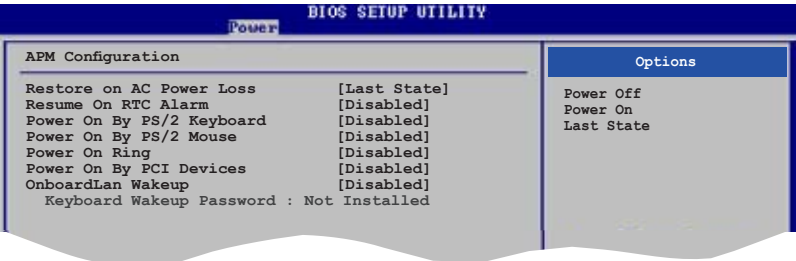 BIOS SETUP UTILITY
Power
APM Configuration
Restore on AC Power Loss [Last State]
Resume On RTC Alarm [Disabled]
Power On By PS/2 Keyboard [Disabled]
Power On By PS/2 Mouse [Disabled]
Power On Ring [Disabled]
Power On By PCI Devices [Disabled]
OnboardLan Wakeup [Disabled]
Keyboard Wakeup Password : Not Installed
Options
Power Off
Power On
Last State